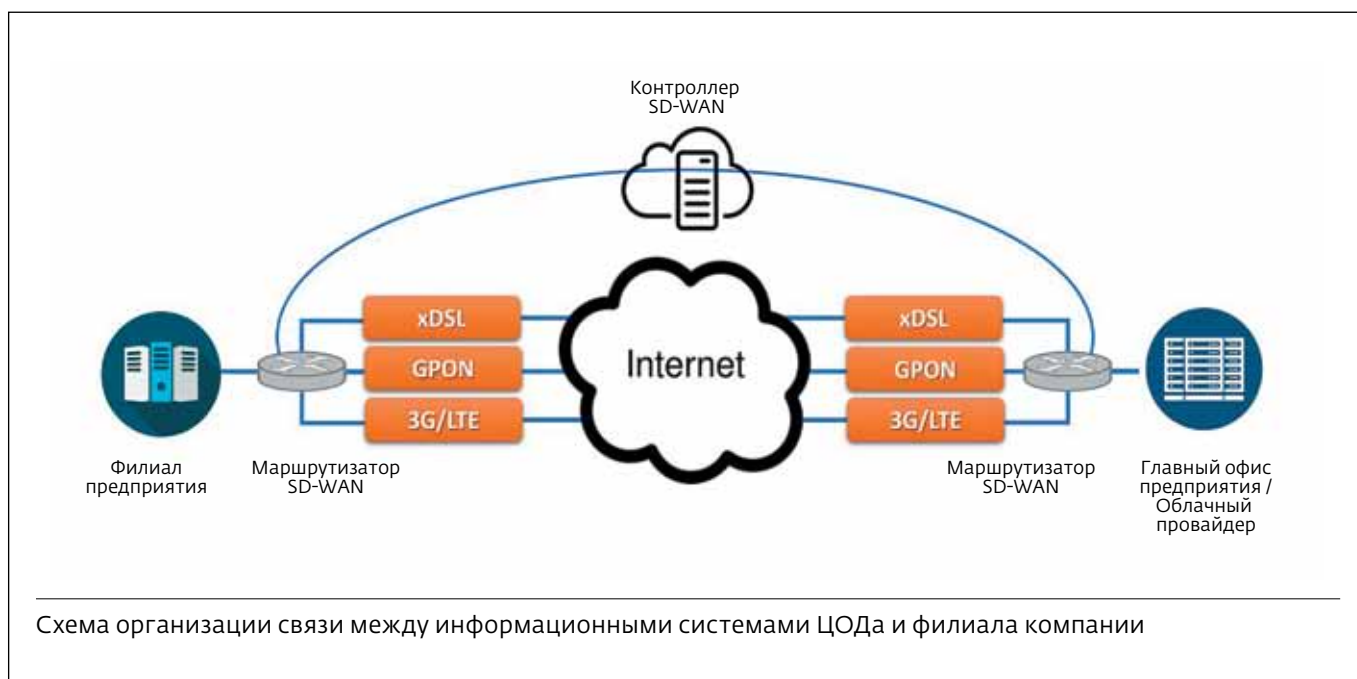 Контроллер
SD-WAN
xDSL
GPON
3G/LTE
Internet
xDSL
GPON
3G/LTE
Филиал
предприятия
Маршрутизатор
SD-WAN
Маршрутизатор
SD-WAN
Главный офис
предприятия /
Облачный
провайдер
Схема организации связи между информационными системами ЦОДа и филиала компании